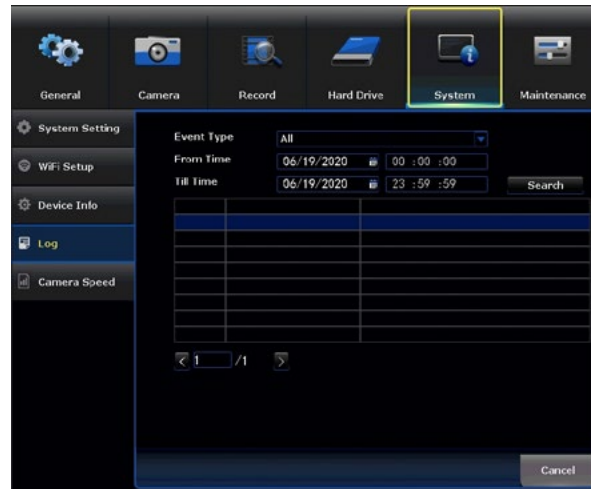 General Camera Record Hard Drive System Maintenance
System Setting
WiFi Setup
Device Info
Log
Camera Speed
Event Type All
From Time 06/19/2020 00 :00 :00
Till Time 06/19/2020 23 :59 :59 Search
< 1 /1 >
Cancel